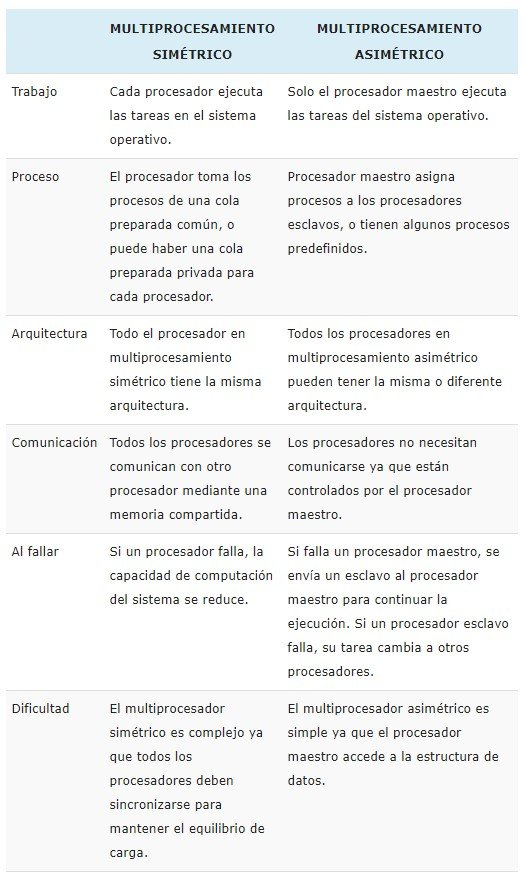 MULTIPROCESAMIENTO
SIMÉTRICO
MULTIPROCESAMIENTO
ASIMÉTRICO
Trabajo
Cada procesador ejecuta
las tareas en el sistema
operativo.
Solo el procesador maestro ejecuta
las tareas del sistema operativo.
Proceso
El procesador toma los
procesos de una cola
preparada común, o
puede haber una cola
preparada privada para
cada procesador.
Procesador maestro asigna
procesos a los procesadores
esclavos, o tienen algunos procesos
predefinidos.
Arquitectura
Todo el procesador en
multiprocesamiento
simétrico tiene la misma
arquitectura.
Todos los procesadores en
multiprocesamiento asimétrico
pueden tener la misma o diferente
arquitectura.
Comunicación
Todos los procesadores se
comunican con otro
procesador mediante una
memoria compartida.
Los procesadores no necesitan
comunicarse ya que están
controlados por el procesador
maestro.
Al fallar
Si un procesador falla, la
capacidad de computación
del sistema se reduce.
Si falla un procesador maestro, se
envía un esclavo al procesador
maestro para continuar la
ejecución. Si un procesador esclavo
falla, su tarea cambia a otros
procesadores.
Dificultad
El multiprocesador
simétrico es complejo ya
que todos los
procesadores deben
sincronizarse para
mantener el equilibrio de
carga.
El multiprocesador asimétrico es
simple ya que el procesador
maestro accede a la estructura de
datos.